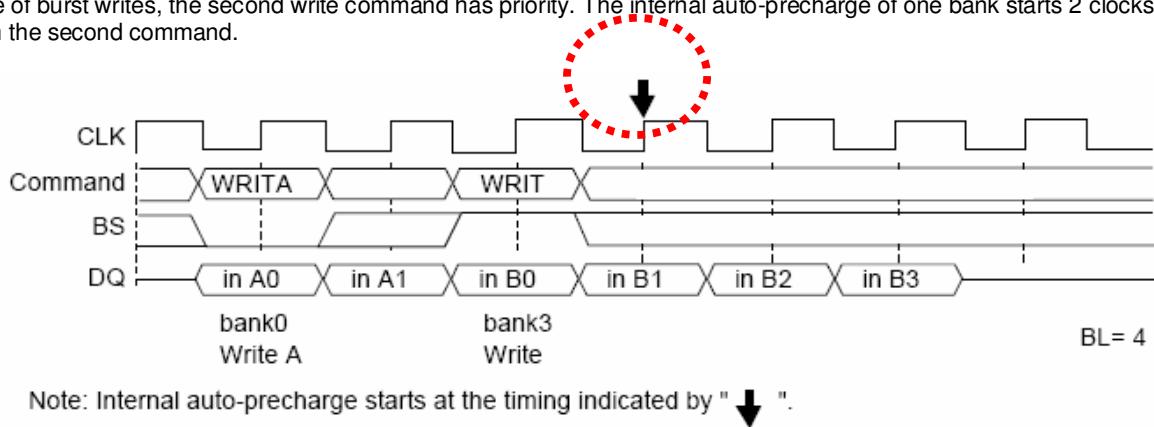 e of burst writes, the second write command has priority. The internal auto-precharge of one bank starts 2 clocks
the second command.
CLK
Command WRITA WRIT
BS
DQ in A0 in A1 in B0 in B1 in B2 in B3
bank0 bank3
Write A Write
BL= 4
Note: Internal auto-precharge starts at the timing indicated by " ".